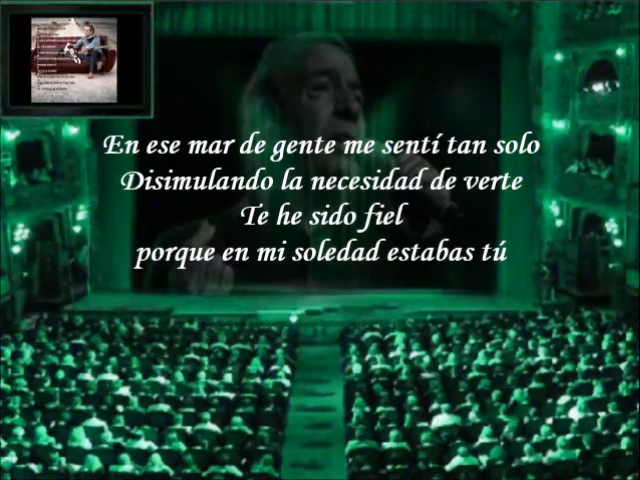 En ese mar de gente me sentí tan solo
Disimulando la necesidad de verte
Te he sido fiel
porque en mi soledad estabas tú